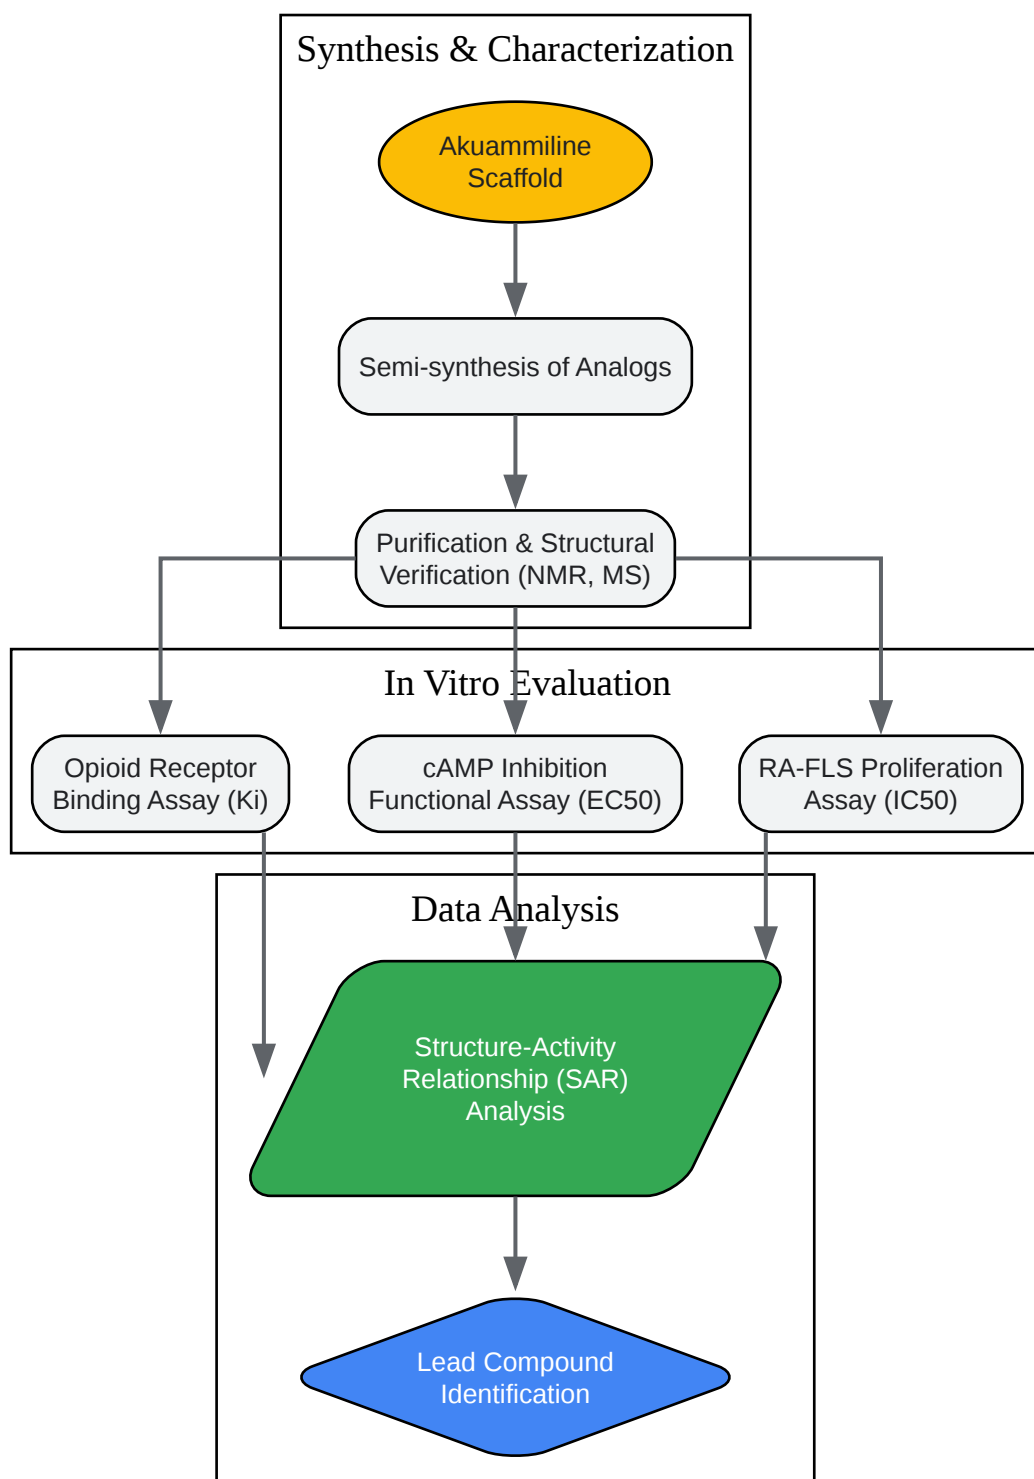 Synthesis & Characterization
Akuammiline
Scaffold
Semi-synthesis of Analogs
Purification & Structural
Verification (NMR, MS)
In Vitro Evaluation
Opioid Receptor
Binding Assay (Ki)
cAMP Inhibition
Functional Assay (EC50)
RA-FLS Proliferation
Assay (IC50)
Data Analysis
Structure-Activity
Relationship (SAR)
Analysis
Lead Compound
Identification